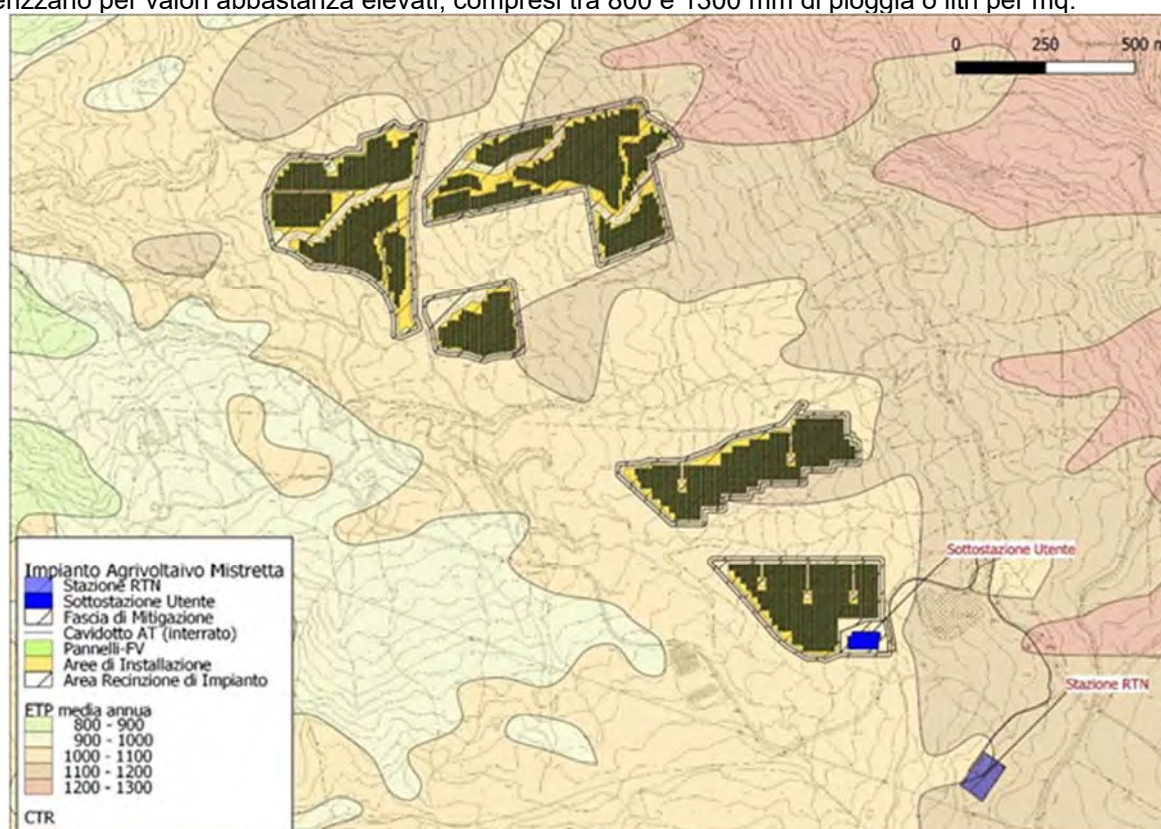 erizzano per valori abbastanza elevati, compresi tra 800 e 1300 mm di pioggia o litri per mq.
0 250 500 m
Sottostazione Utente
Stazione RTN
Impianto Agrivoltaivo Mistretta
Stazione RTN
Sottostazione Utente
Fascia di Mitigazione
Cavidotto AT (interrato)
Pannelli-FV
Aree di Installazione
Area Recinzione di Impianto
ETP media annua
800 - 900
900 - 1000
1000 - 1100
1100 - 1200
1200 - 1300
CTR